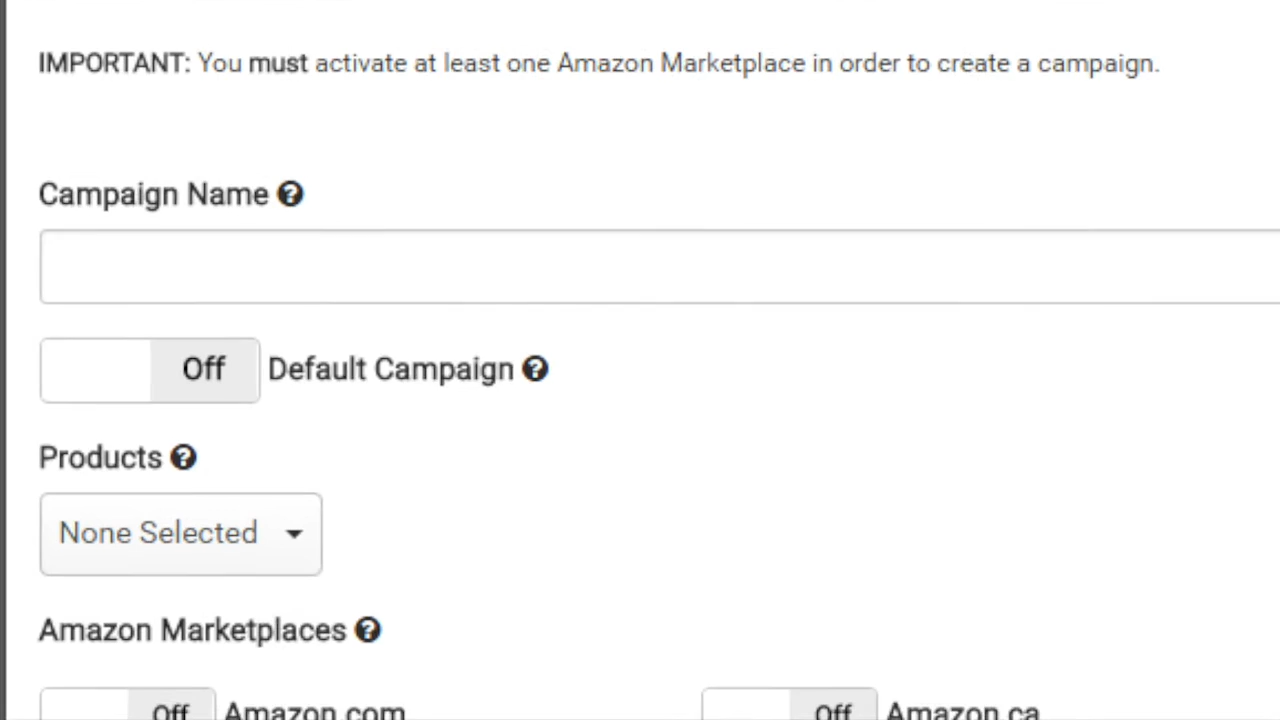 IMPORTANT: You must activate at least one Amazon Marketplace in order to create a campaign.
Campaign Name
Off Default Campaign
Products
None Selected
Amazon Marketplaces
Off Amazon.com Off Amazon.ca